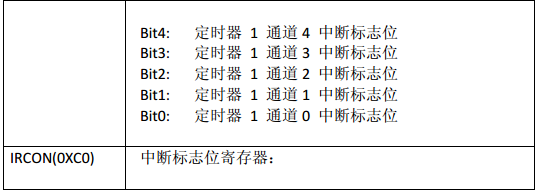 Bit4: 定时器 1 通道 4 中断标志位
Bit3: 定时器 1 通道 3 中断标志位
Bit2: 定时器 1 通道 2 中断标志位
Bit1: 定时器 1 通道 1 中断标志位
Bit0: 定时器 1 通道 0 中断标志位
IRCON(0XC0) 中断标志位寄存器：